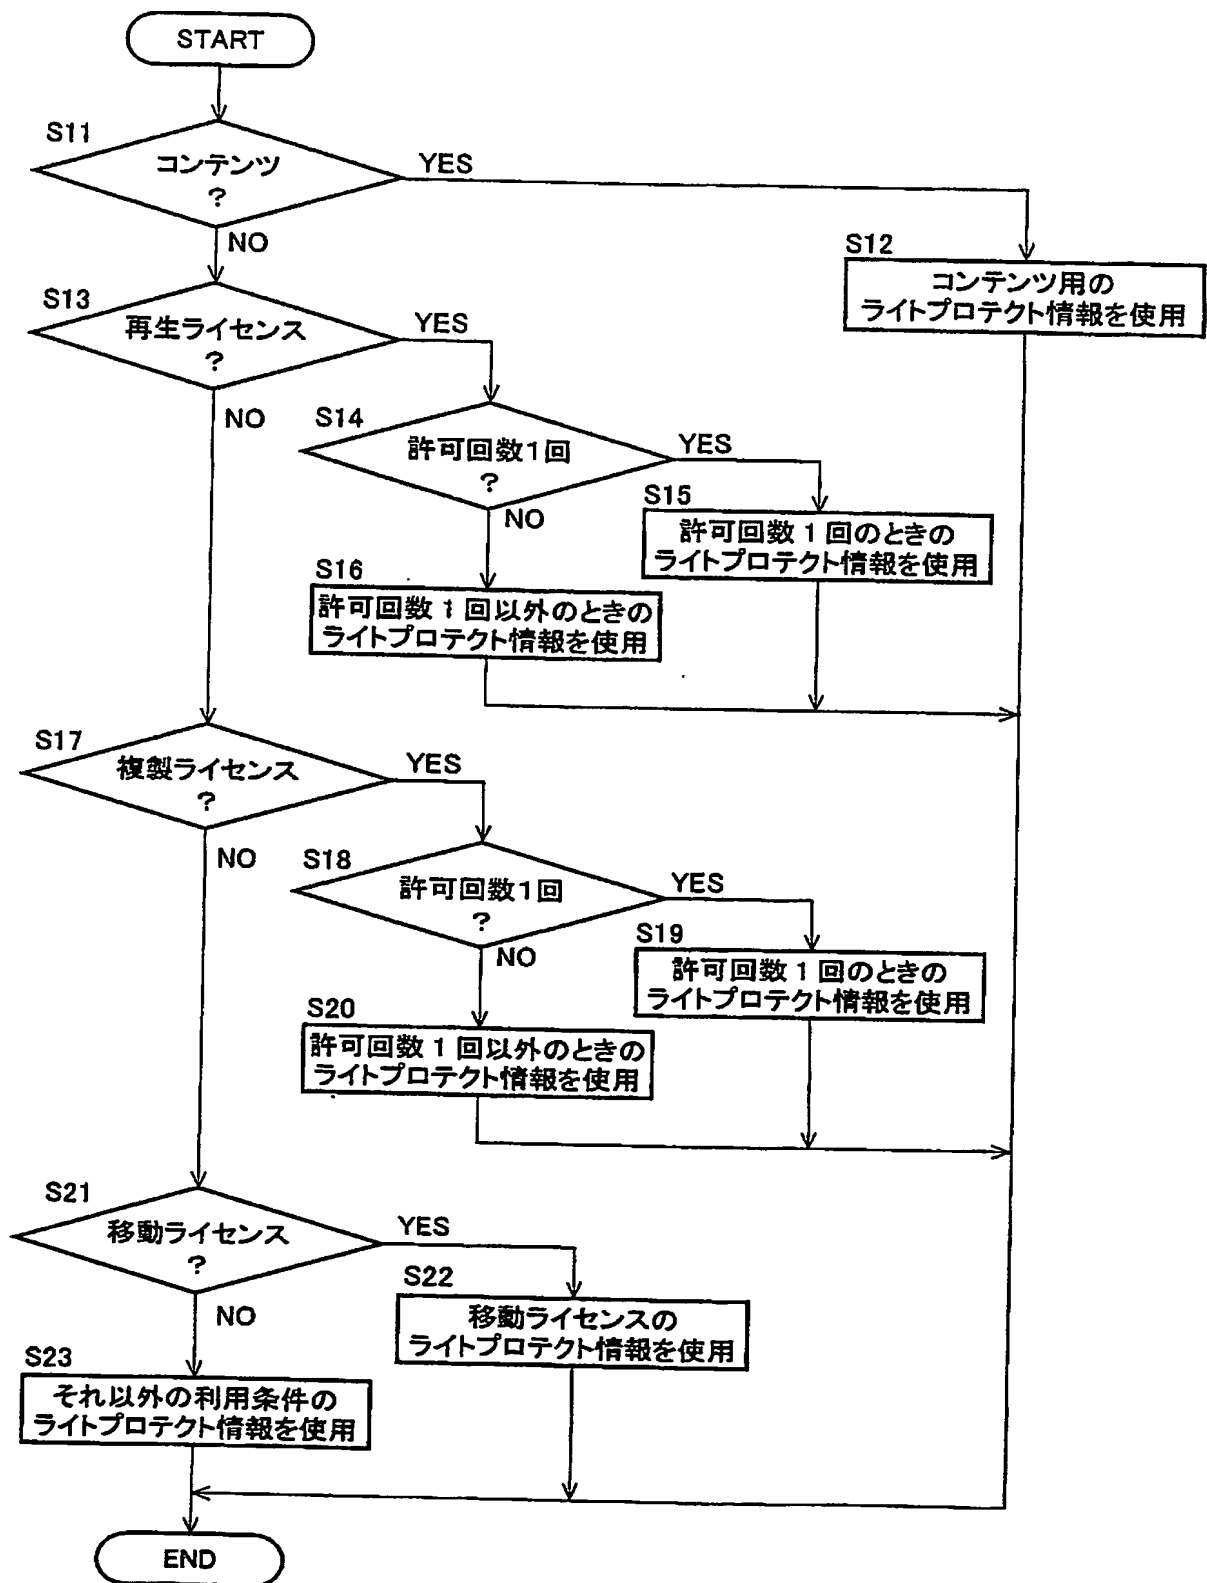 START
S11
コンテンツ
?
YES
NO
S12
コンテンツ用の
ライトプロテクト情報を使用
S13
再生ライセンス
?
YES
NO
S14
許可回数1回
?
YES
NO
S15
許可回数1回のときの
ライトプロテクト情報を使用
S16
許可回数1回以外のときの
ライトプロテクト情報を使用
S17
複製ライセンス
?
YES
NO
S18
許可回数1回
?
YES
NO
S19
許可回数1回のときの
ライトプロテクト情報を使用
S20
許可回数1回以外のときの
ライトプロテクト情報を使用
S21
移動ライセンス
?
YES
NO
S22
移動ライセンスの
ライトプロテクト情報を使用
S23
それ以外の利用条件の
ライトプロテクト情報を使用
END